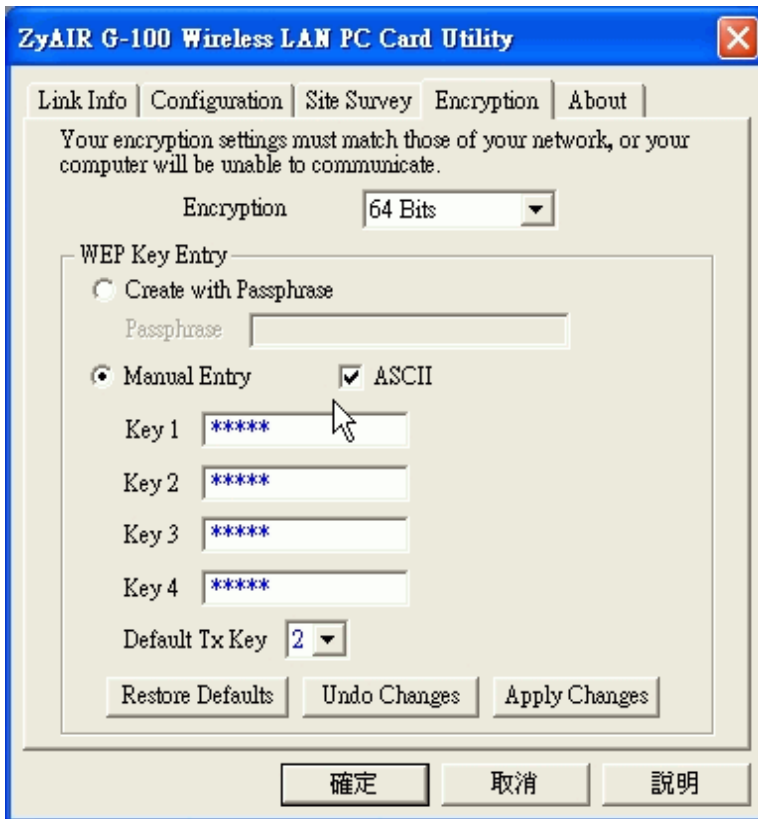 ZyAIR G-100 Wireless LAN PC Card Utility
Link Info Configuration Site Survey Encryption About
Your encryption settings must match those of your network, or your
computer will be unable to communicate.
Encryption 64 Bits
WEP Key Entry
Create with Passphrase
Passphrase
Manual Entry ASCII
Key 1 *****
Key 2 *****
Key 3 *****
Key 4 *****
Default Tx Key 2
Restore Defaults Undo Changes Apply Changes
確定 取消 說明